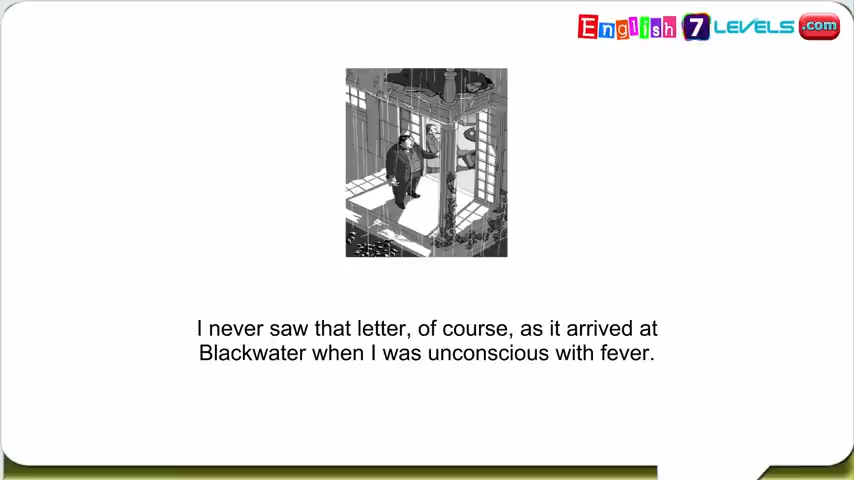 English 7 LEVELS .com
I never saw that letter, of course, as it arrived at
Blackwater when I was unconscious with fever.